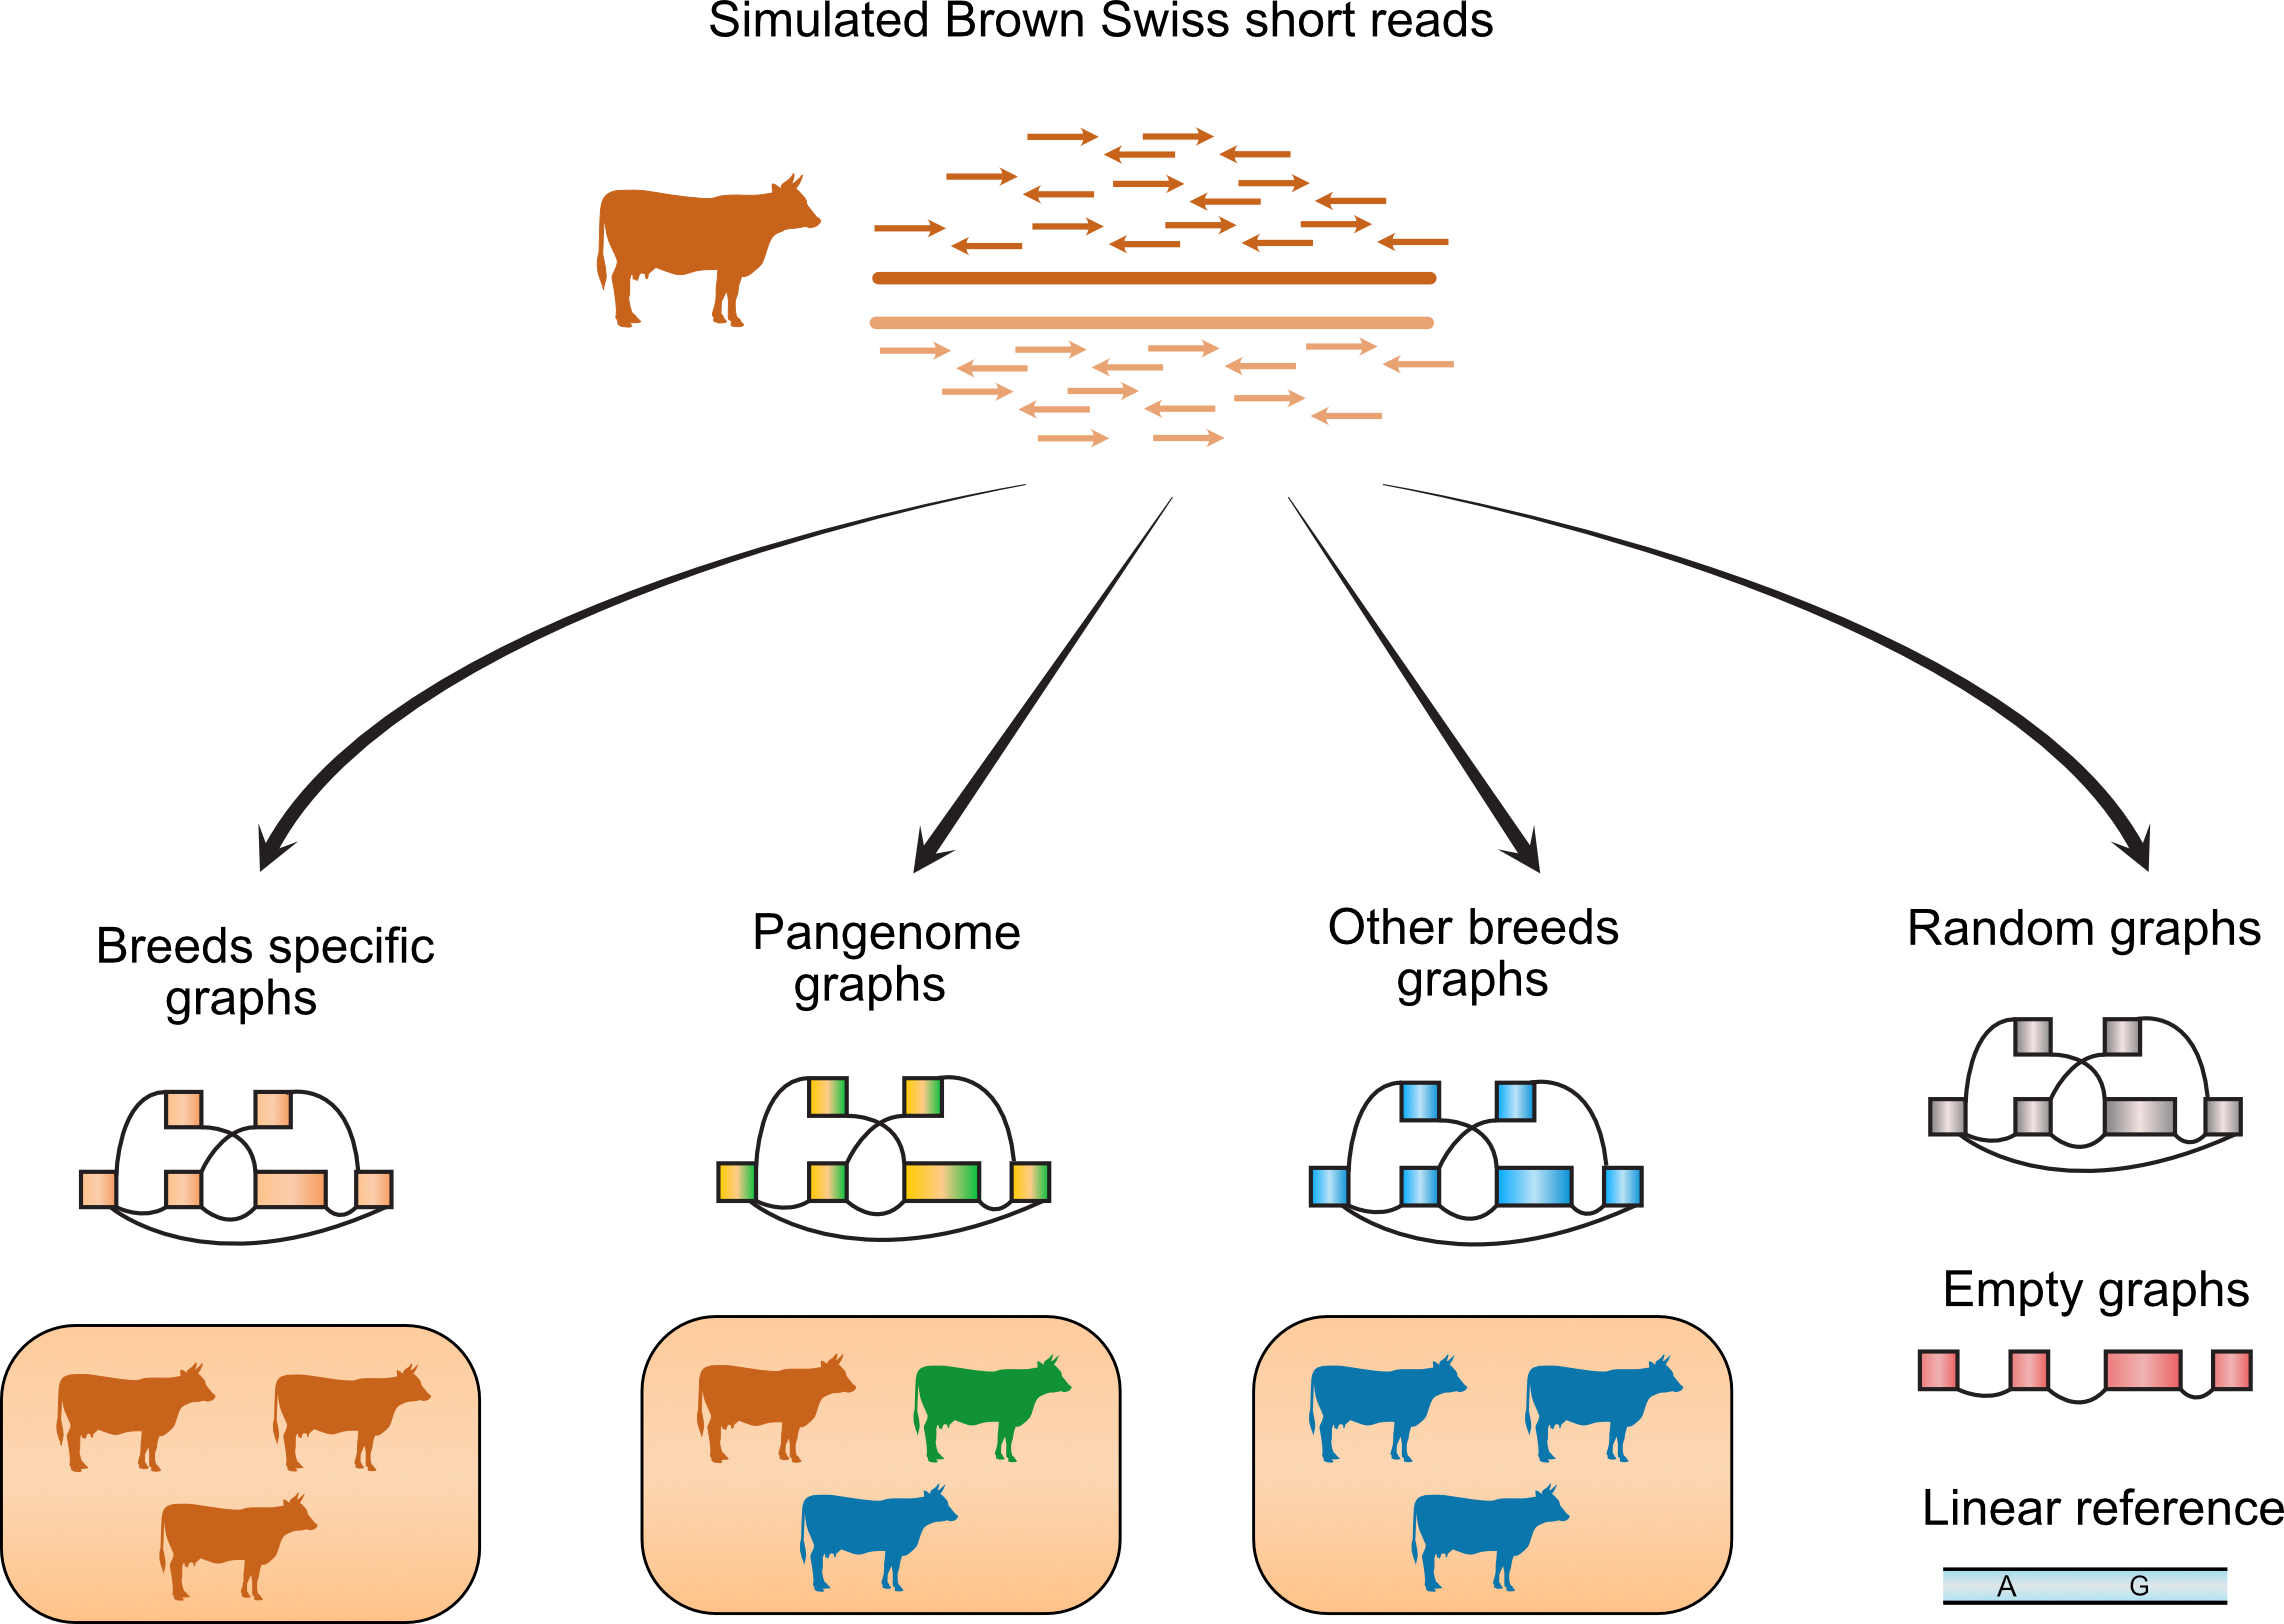 Simulated Brown Swiss short reads
Breeds specific
graphs
Pangenome
graphs
Other breeds
graphs
Random graphs
Empty graphs
Linear reference
A G